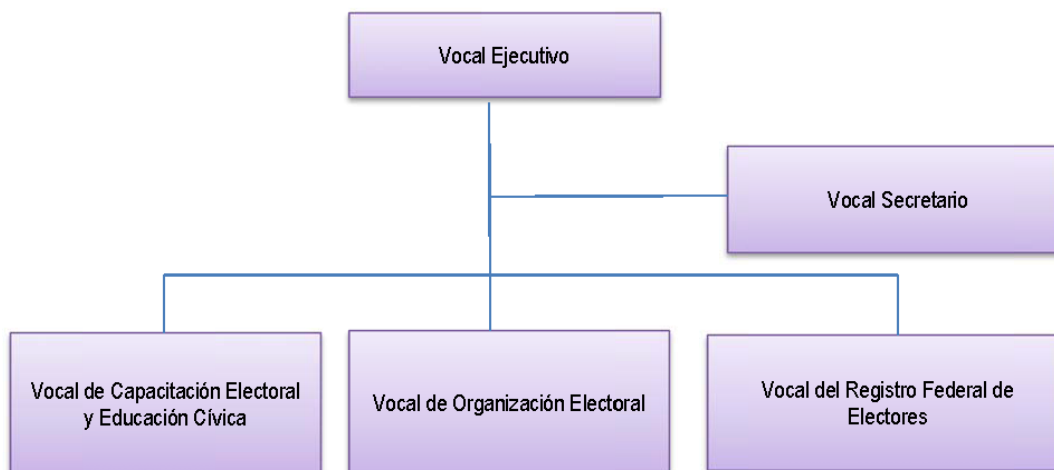 Vocal Ejecutivo
Vocal Secretario
Vocal de Capacitación Electoral
y Educación Cívica
Vocal de Organización Electoral
Vocal del Registro Federal de
Electores